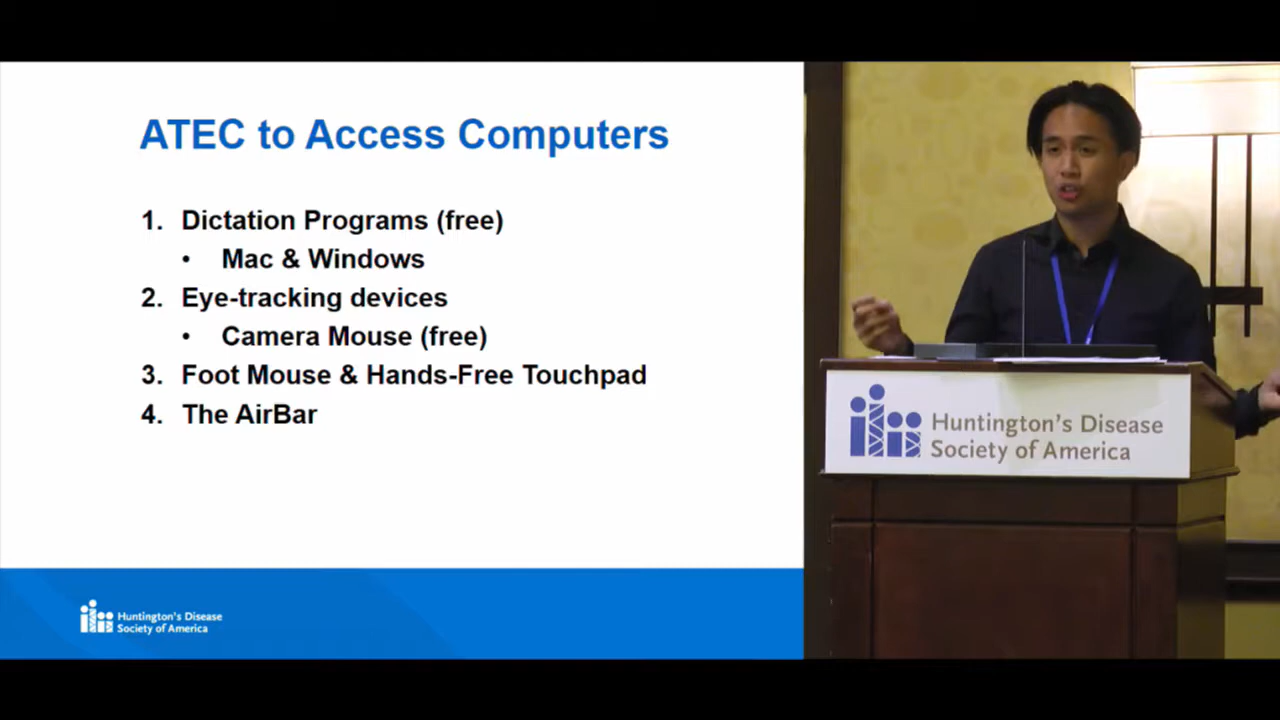 ATEC to Access Computers
1. Dictation Programs (free)
• Mac & Windows
2. Eye-tracking devices
• Camera Mouse (free)
3. Foot Mouse & Hands-Free Touchpad
4. The AirBar
Huntington's Disease
Society of America
Huntington's Disease
Society of America